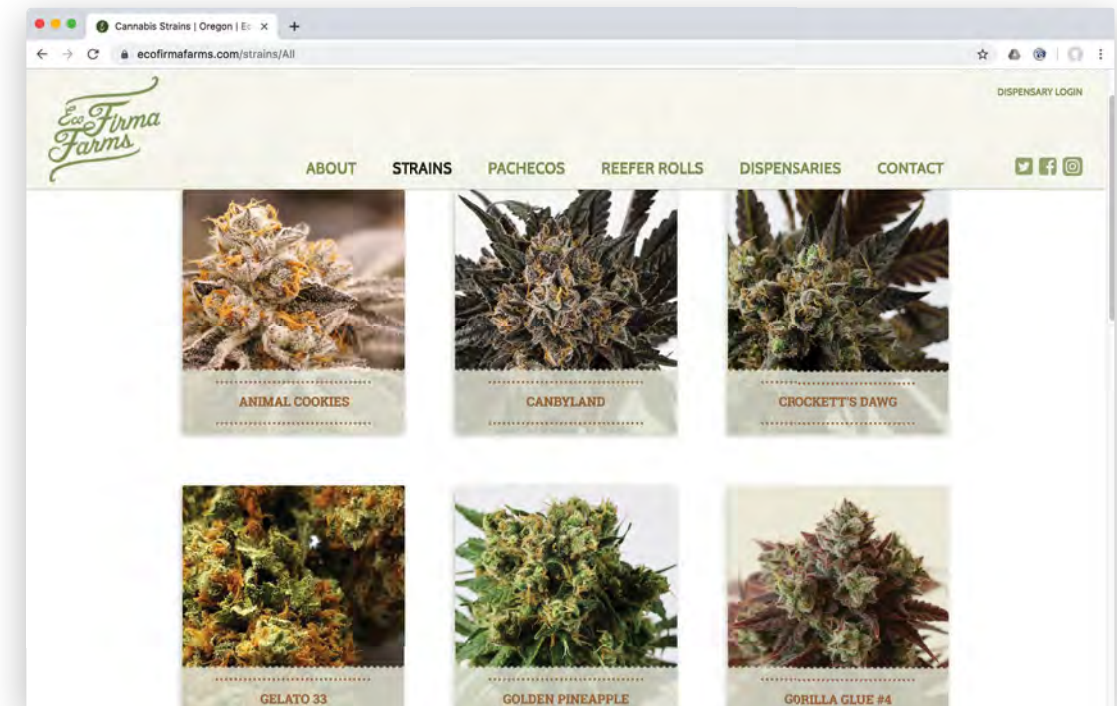 Cannabis Strains | Oregon | Ec
ecofirmafarms.com/strains/All
DISPENSARY LOGIN
Eco Firma
Farms
ABOUT STRAINS PACHECOS REEFER ROLLS DISPENSARIES CONTACT
ANIMAL COOKIES CANBYLAND CROCKETT'S DAWG
GELATO 33 GOLDEN PINEAPPLE GORILLA GLUE #4